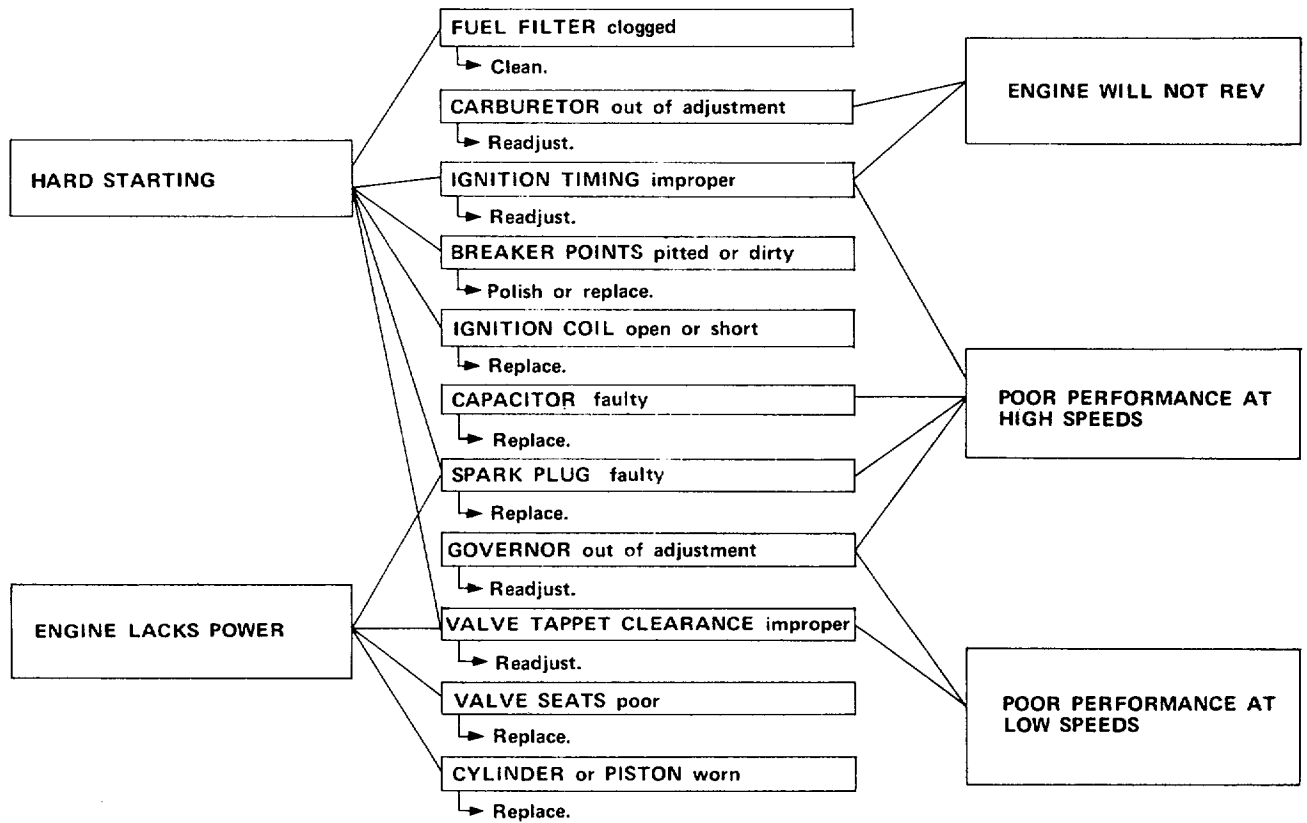 HARD STARTING
ENGINE LACKS POWER
FUEL FILTER clogged
Clean.
CARBURETOR out of adjustment
Readjust.
IGNITION TIMING improper
Readjust.
BREAKER POINTS pitted or dirty
Polish or replace.
IGNITION COIL open or short
Replace.
CAPACITOR faulty
Replace.
SPARK PLUG faulty
Replace.
GOVERNOR out of adjustment
Readjust.
VALVE TAPPET CLEARANCE improper
Readjust.
VALVE SEATS poor
Replace.
CYLINDER or PISTON worn
Replace.
ENGINE WILL NOT REV
POOR PERFORMANCE AT
HIGH SPEEDS
POOR PERFORMANCE AT
LOW SPEEDS